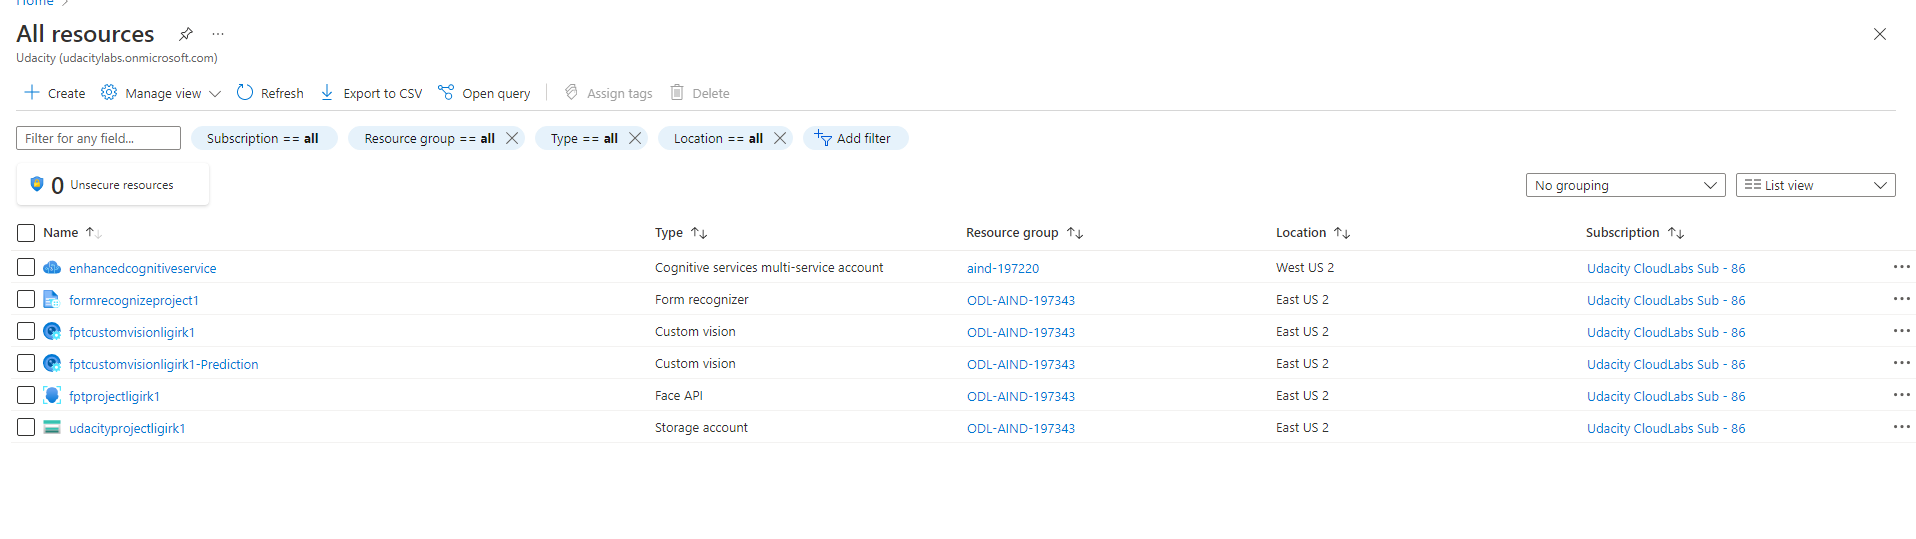 Home >
All resources ...
Udacity (udacitylabs.onmicrosoft.com)
Create Manage view Refresh Export to CSV Open query Assign tags Delete
Filter for any field... Subscription == all Resource group == all Type == all Location == all Add filter
0 Unsecure resources No grouping List view
Name Type Resource group Location Subscription
enhancedcognitiveservice Cognitive services multi-service account aind-197220 West US 2 Udacity CloudLabs Sub - 86 ...
formrecognizeproject1 Form recognizer ODL-AIND-197343 East US 2 Udacity CloudLabs Sub - 86 ...
fptcustomvisionligirk1 Custom vision ODL-AIND-197343 East US 2 Udacity CloudLabs Sub - 86 ...
fptcustomvisionligirk1-Prediction Custom vision ODL-AIND-197343 East US 2 Udacity CloudLabs Sub - 86 ...
fptprojectligirk1 Face API ODL-AIND-197343 East US 2 Udacity CloudLabs Sub - 86 ...
udacityprojectligirk1 Storage account ODL-AIND-197343 East US 2 Udacity CloudLabs Sub - 86 ...